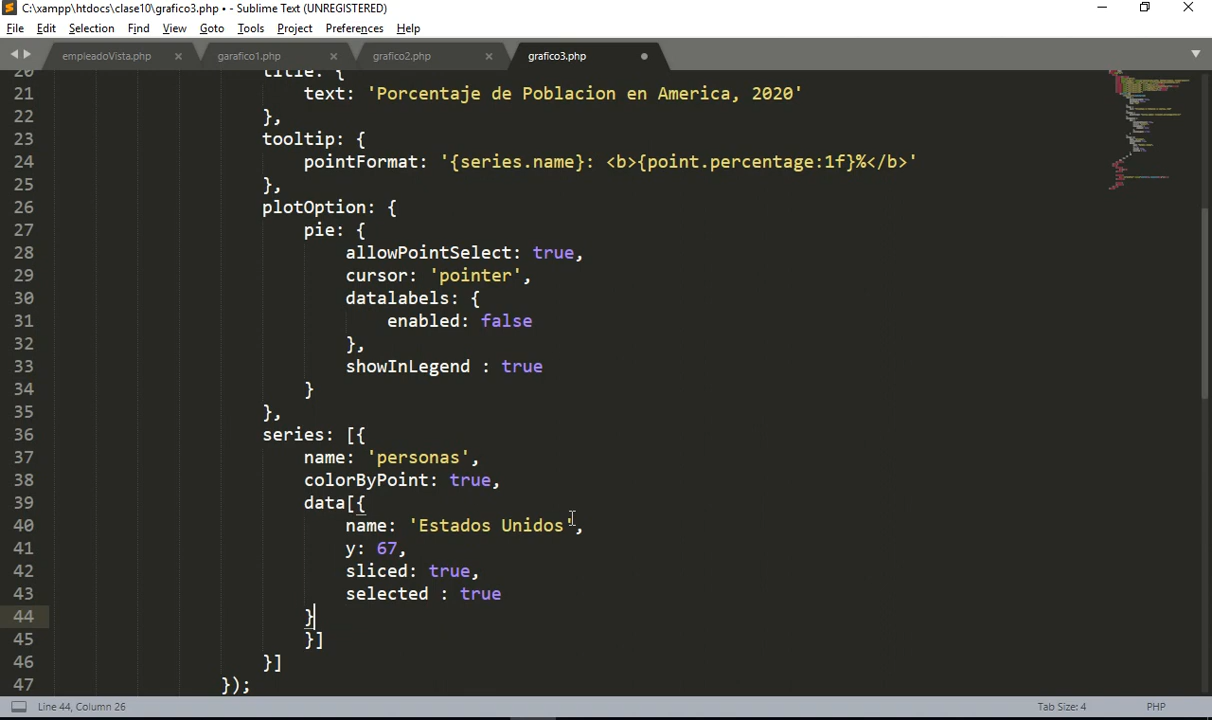 C:\xampp\htdocs\clase10\grafico3.php • - Sublime Text (UNREGISTERED)
File Edit Selection Find View Goto Tools Project Preferences Help
empleadoVista.php garafico1.php grafico2.php grafico3.php
20 title: {
21 text: 'Porcentaje de Poblacion en America, 2020'
22 },
23 tooltip: {
24 pointFormat: '{series.name}: <b>{point.percentage:1f}%</b>'
25 },
26 plotOption: {
27 pie: {
28 allowPointSelect: true,
29 cursor: 'pointer',
30 datalabels: {
31 enabled: false
32 },
33 showInLegend : true
34 }
35 },
36 series: [{
37 name: 'personas',
38 colorByPoint: true,
39 data[{
40 name: 'Estados Unidos',
41 y: 67,
42 sliced: true,
43 selected : true
44 }
45 }]
46 }]
47 });
Line 44, Column 26 Tab Size: 4 PHP